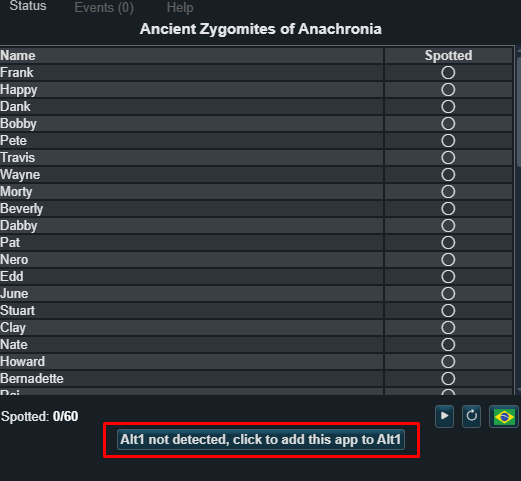 Status Events (0) Help
Ancient Zygomites of Anachronia
Name Spotted
Frank
Happy
Dank
Bobby
Pete
Travis
Wayne
Morty
Beverly
Dabby
Pat
Nero
Edd
June
Stuart
Clay
Nate
Howard
Bernadette
Spotted: 0/60
Alt1 not detected, click to add this app to Alt1